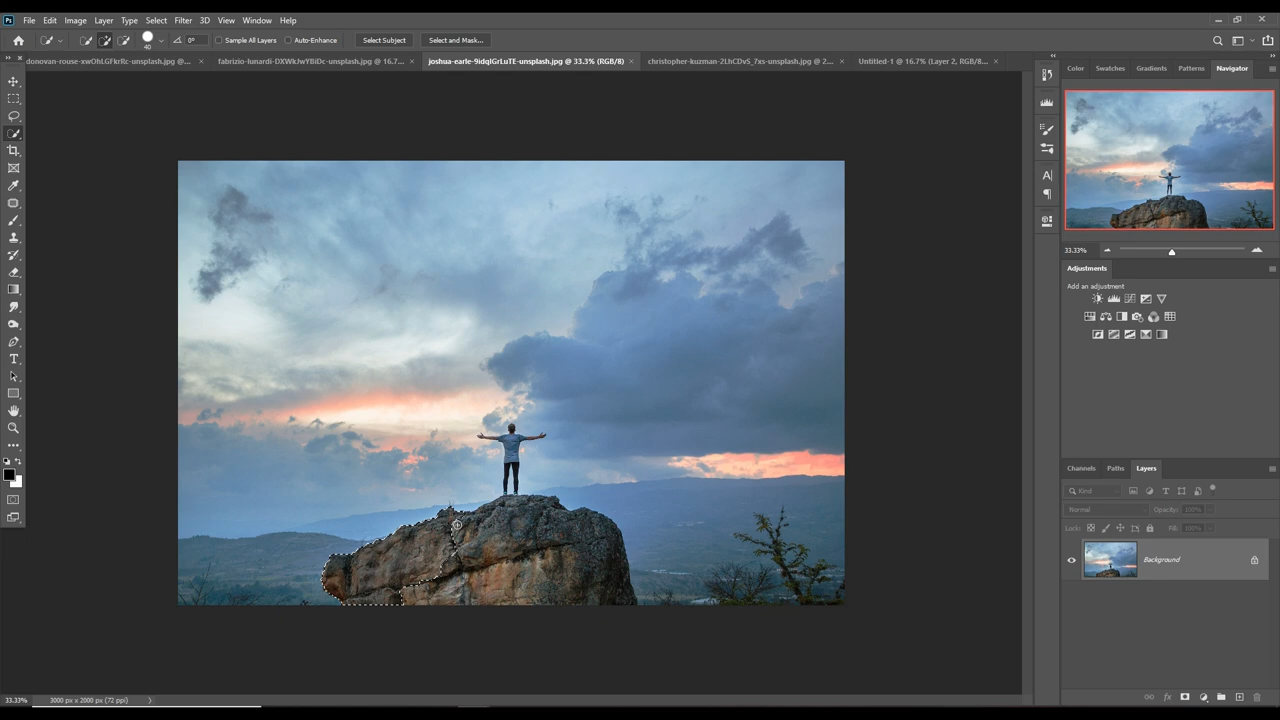 Ps File Edit Image Layer Type Select Filter 3D View Window Help
40 0° Sample All Layers Auto-Enhance Select Subject Select and Mask...
donovan-rouse-xwOhLGFkrRc-unsplash.jpg @... × fabrizio-lunardi-DXWkJwYBiDc-unsplash.jpg @ 16.7... × joshua-earle-9idqIGrLuTE-unsplash.jpg @ 33.3% (RGB/8) × christopher-kuzman-2LhCDvS_7xs-unsplash.jpg @ 2... × Untitled-1 @ 16.7% (Layer 2, RGB/8... ×
Color Swatches Gradients Patterns Navigator
33.33%
Adjustments
Add an adjustment
Channels Paths Layers
Kind
Normal Opacity: 100%
Lock: Fill: 100%
Background
33.33% 3000 px x 2000 px (72 ppi)